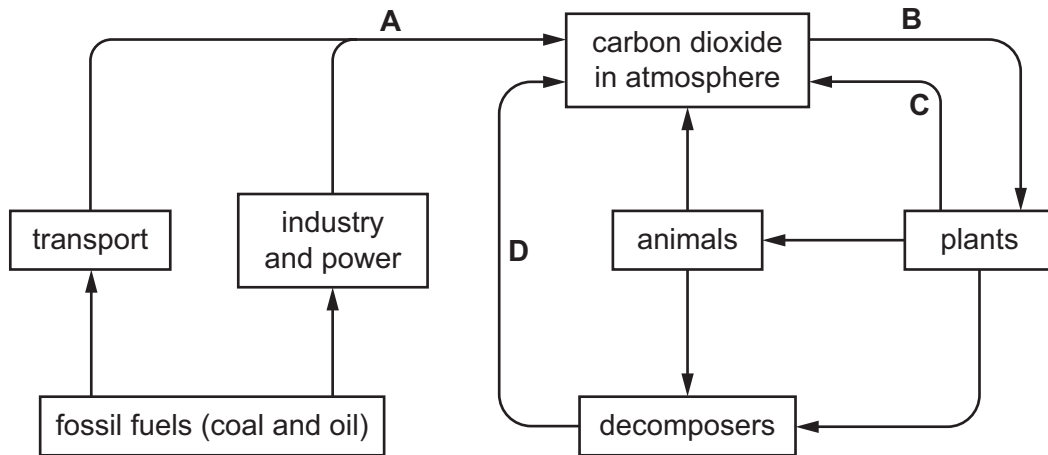 A
carbon dioxide
in atmosphere
B
C
transport
industry
and power
D
animals
plants
fossil fuels (coal and oil)
decomposers